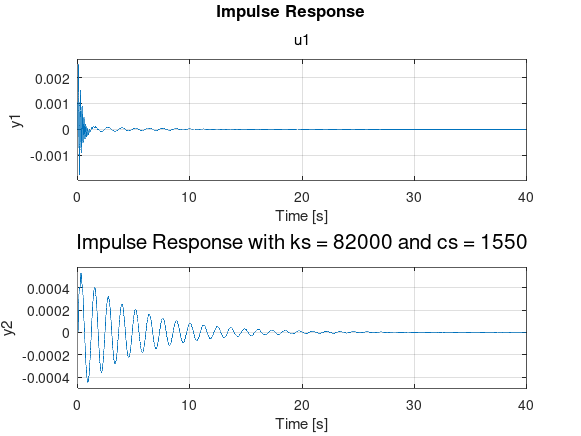 Impulse Response
u1
0.002
0.001
0
-0.001
y1
0 10 20 30 40
Time [s]
Impulse Response with ks = 82000 and cs = 1550
0.0004
0.0002
0
-0.0002
-0.0004
y2
0 10 20 30 40
Time [s]